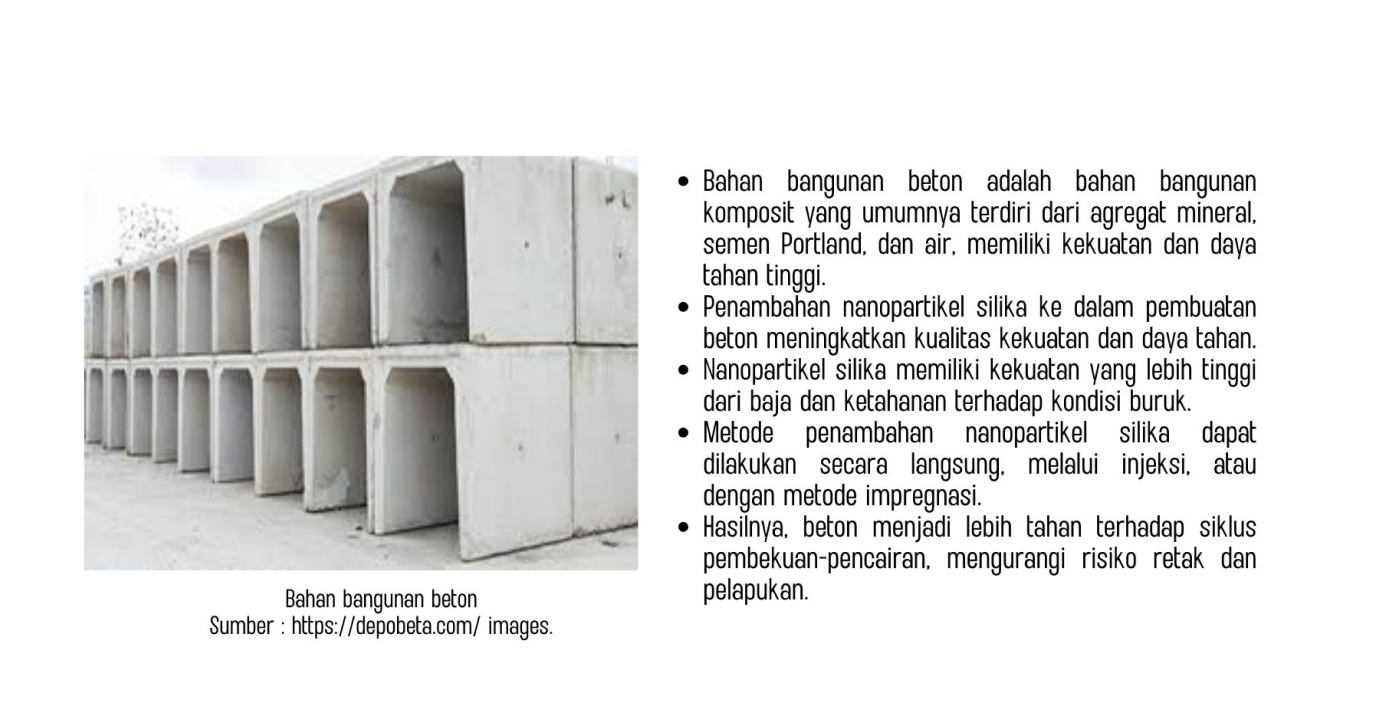 Bahan bangunan beton adalah bahan bangunan
komposit yang umumnya terdiri dari agregat mineral,
semen Portland, dan air, memiliki kekuatan dan daya
tahan tinggi.
Penambahan nanopartikel silika ke dalam pembuatan
beton meningkatkan kualitas kekuatan dan daya tahan.
Nanopartikel silika memiliki kekuatan yang lebih tinggi
dari baja dan ketahanan terhadap kondisi buruk.
Metode penambahan nanopartikel silika dapat
dilakukan secara langsung, melalui injeksi, atau
dengan metode impregnasi.
Hasilnya, beton menjadi lebih tahan terhadap siklus
pembekuan-pencairan, mengurangi risiko retak dan
pelapukan.
Bahan bangunan beton
Sumber : https://depobeta.com/ images.